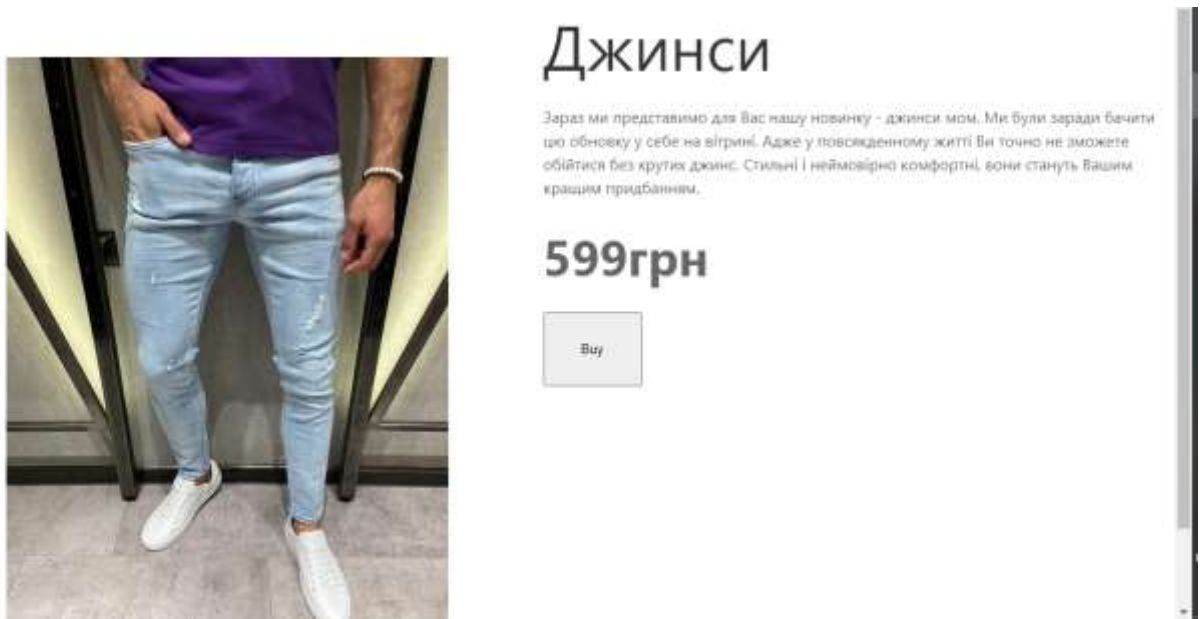 Джинси
Зараз ми представимо для Вас нашу новинку - джинси мом. Ми були заради бачити
цю обновку у себе на вітрині. Адже у повсякденному житті Ви точно не зможете
обійтися без крутих джинс. Стильні і неймовірно комфортні, вони стануть Вашим
кращим придбанням.
599грн
Buy